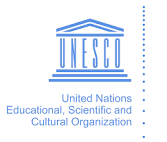 UNESCO
United Nations
Educational, Scientific and
Cultural Organization